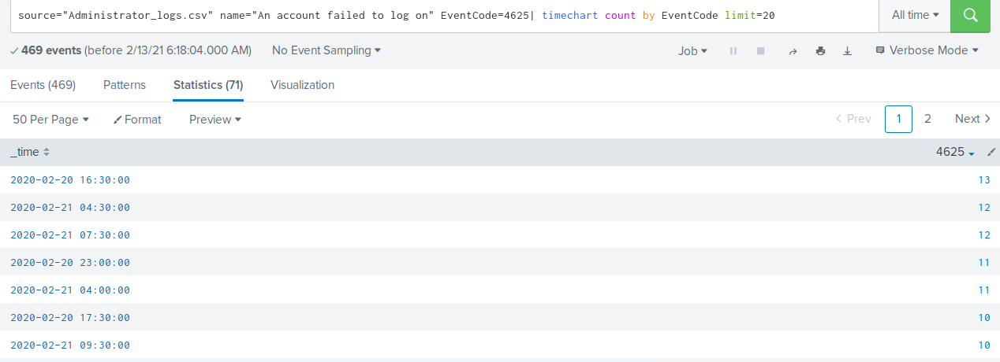 source="Administrator_logs.csv" name="An account failed to log on" EventCode=4625| timechart count by EventCode limit=20 All time
469 events (before 2/13/21 6:18:04.000 AM) No Event Sampling Job Verbose Mode
Events (469) Patterns Statistics (71) Visualization
50 Per Page Format Preview Prev 1 2 Next
_time 4625
2020-02-20 16:30:00 13
2020-02-21 04:30:00 12
2020-02-21 07:30:00 12
2020-02-20 23:00:00 11
2020-02-21 04:00:00 11
2020-02-20 17:30:00 10
2020-02-21 09:30:00 10